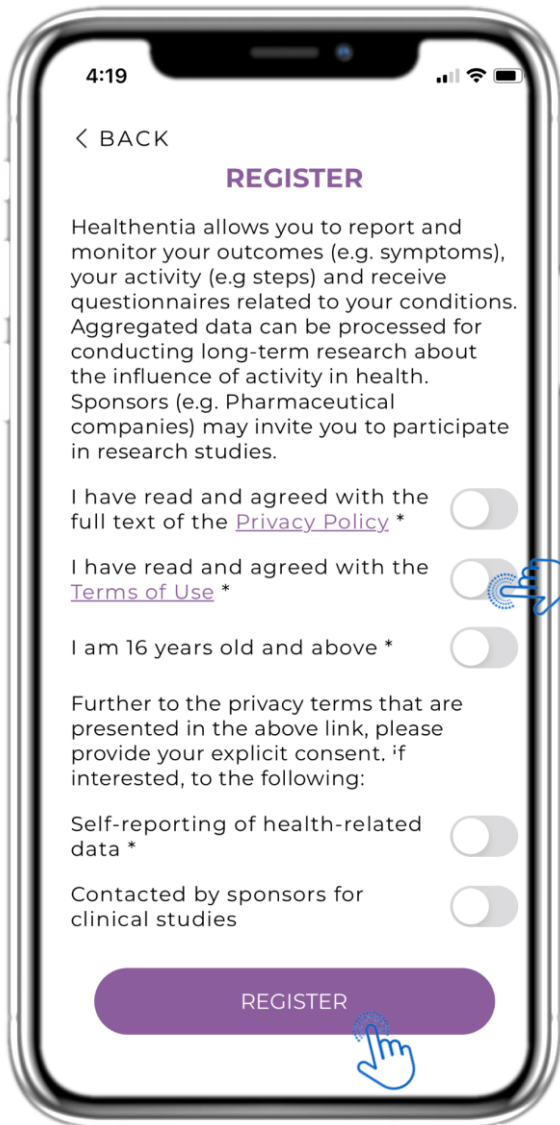 4:19
< BACK
REGISTER
Healthentia allows you to report and
monitor your outcomes (e.g. symptoms),
your activity (e.g steps) and receive
questionnaires related to your conditions.
Aggregated data can be processed for
conducting long-term research about
the influence of activity in health.
Sponsors (e.g. Pharmaceutical
companies) may invite you to participate
in research studies.
I have read and agreed with the
full text of the Privacy Policy *
I have read and agreed with the
Terms of Use *
I am 16 years old and above *
Further to the privacy terms that are
presented in the above link, please
provide your explicit consent, if
interested, to the following:
Self-reporting of health-related
data *
Contacted by sponsors for
clinical studies
REGISTER